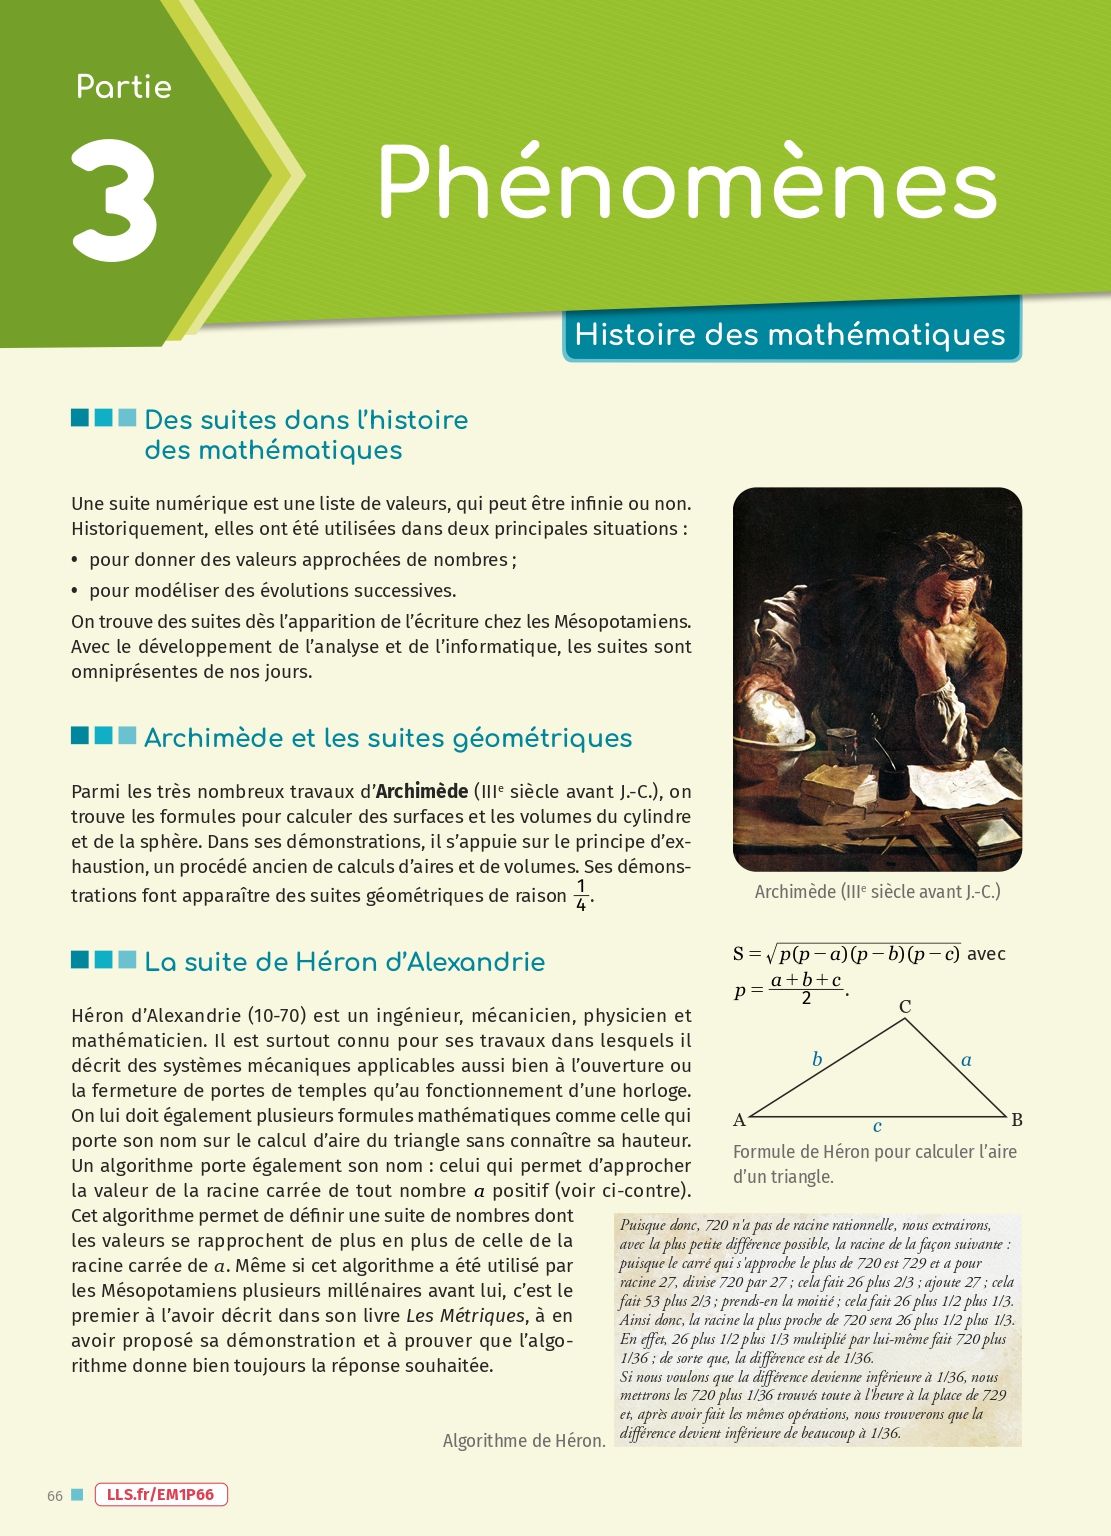 Partie
3
Phénomènes
Histoire des mathématiques
Des suites dans l'histoire
des mathématiques
Une suite numérique est une liste de valeurs, qui peut être infinie ou non.
Historiquement, elles ont été utilisées dans deux principales situations :
• pour donner des valeurs approchées de nombres ;
• pour modéliser des évolutions successives.
On trouve des suites dès l'apparition de l'écriture chez les Mésopotamiens.
Avec le développement de l'analyse et de l'informatique, les suites sont
omniprésentes de nos jours.
Archimède et les suites géométriques
Parmi les très nombreux travaux d'Archimède (IIIe siècle avant J.-C.), on
trouve les formules pour calculer des surfaces et les volumes du cylindre
et de la sphère. Dans ses démonstrations, il s'appuie sur le principe d'ex-
haustion, un procédé ancien de calculs d'aires et de volumes. Ses démons-
trations font apparaître des suites géométriques de raison 1/4.
Archimède (IIIe siècle avant J.-C.)
La suite de Héron d'Alexandrie
Héron d'Alexandrie (10-70) est un ingénieur, mécanicien, physicien et
mathématicien. Il est surtout connu pour ses travaux dans lesquels il
décrit des systèmes mécaniques applicables aussi bien à l'ouverture ou
la fermeture de portes de temples qu'au fonctionnement d'une horloge.
On lui doit également plusieurs formules mathématiques comme celle qui
porte son nom sur le calcul d'aire du triangle sans connaître sa hauteur.
Un algorithme porte également son nom : celui qui permet d'approcher
la valeur de la racine carrée de tout nombre a positif (voir ci-contre).
Cet algorithme permet de définir une suite de nombres dont
les valeurs se rapprochent de plus en plus de celle de la
racine carrée de a. Même si cet algorithme a été utilisé par
les Mésopotamiens plusieurs millénaires avant lui, c'est le
premier à l'avoir décrit dans son livre Les Métriques, à en
avoir proposé sa démonstration et à prouver que l'algo-
rithme donne bien toujours la réponse souhaitée.
S = √p(p − a)(p − b)(p − c) avec
p = a + b + c / 2.
C
b
a
A
B
c
Formule de Héron pour calculer l'aire
d'un triangle.
Puisque donc, 720 n'a pas de racine rationnelle, nous extrairons,
avec la plus petite différence possible, la racine de la façon suivante :
puisque le carré qui s'approche le plus de 720 est 729 et a pour
racine 27, divise 720 par 27 ; cela fait 26 plus 2/3 ; ajoute 27 ; cela
fait 53 plus 2/3 ; prends-en la moitié ; cela fait 26 plus 1/2 plus 1/3.
Ainsi donc, la racine la plus proche de 720 sera 26 plus 1/2 plus 1/3.
En effet, 26 plus 1/2 plus 1/3 multiplié par lui-même fait 720 plus
1/36 ; de sorte que, la différence est de 1/36.
Si nous voulons que la différence devienne inférieure à 1/36, nous
mettrons les 720 plus 1/36 trouvés toute à l'heure à la place de 729
et, après avoir fait les mêmes opérations, nous trouverons que la
différence devient inférieure de beaucoup à 1/36.
Algorithme de Héron.
66
LLS.fr/EM1P66